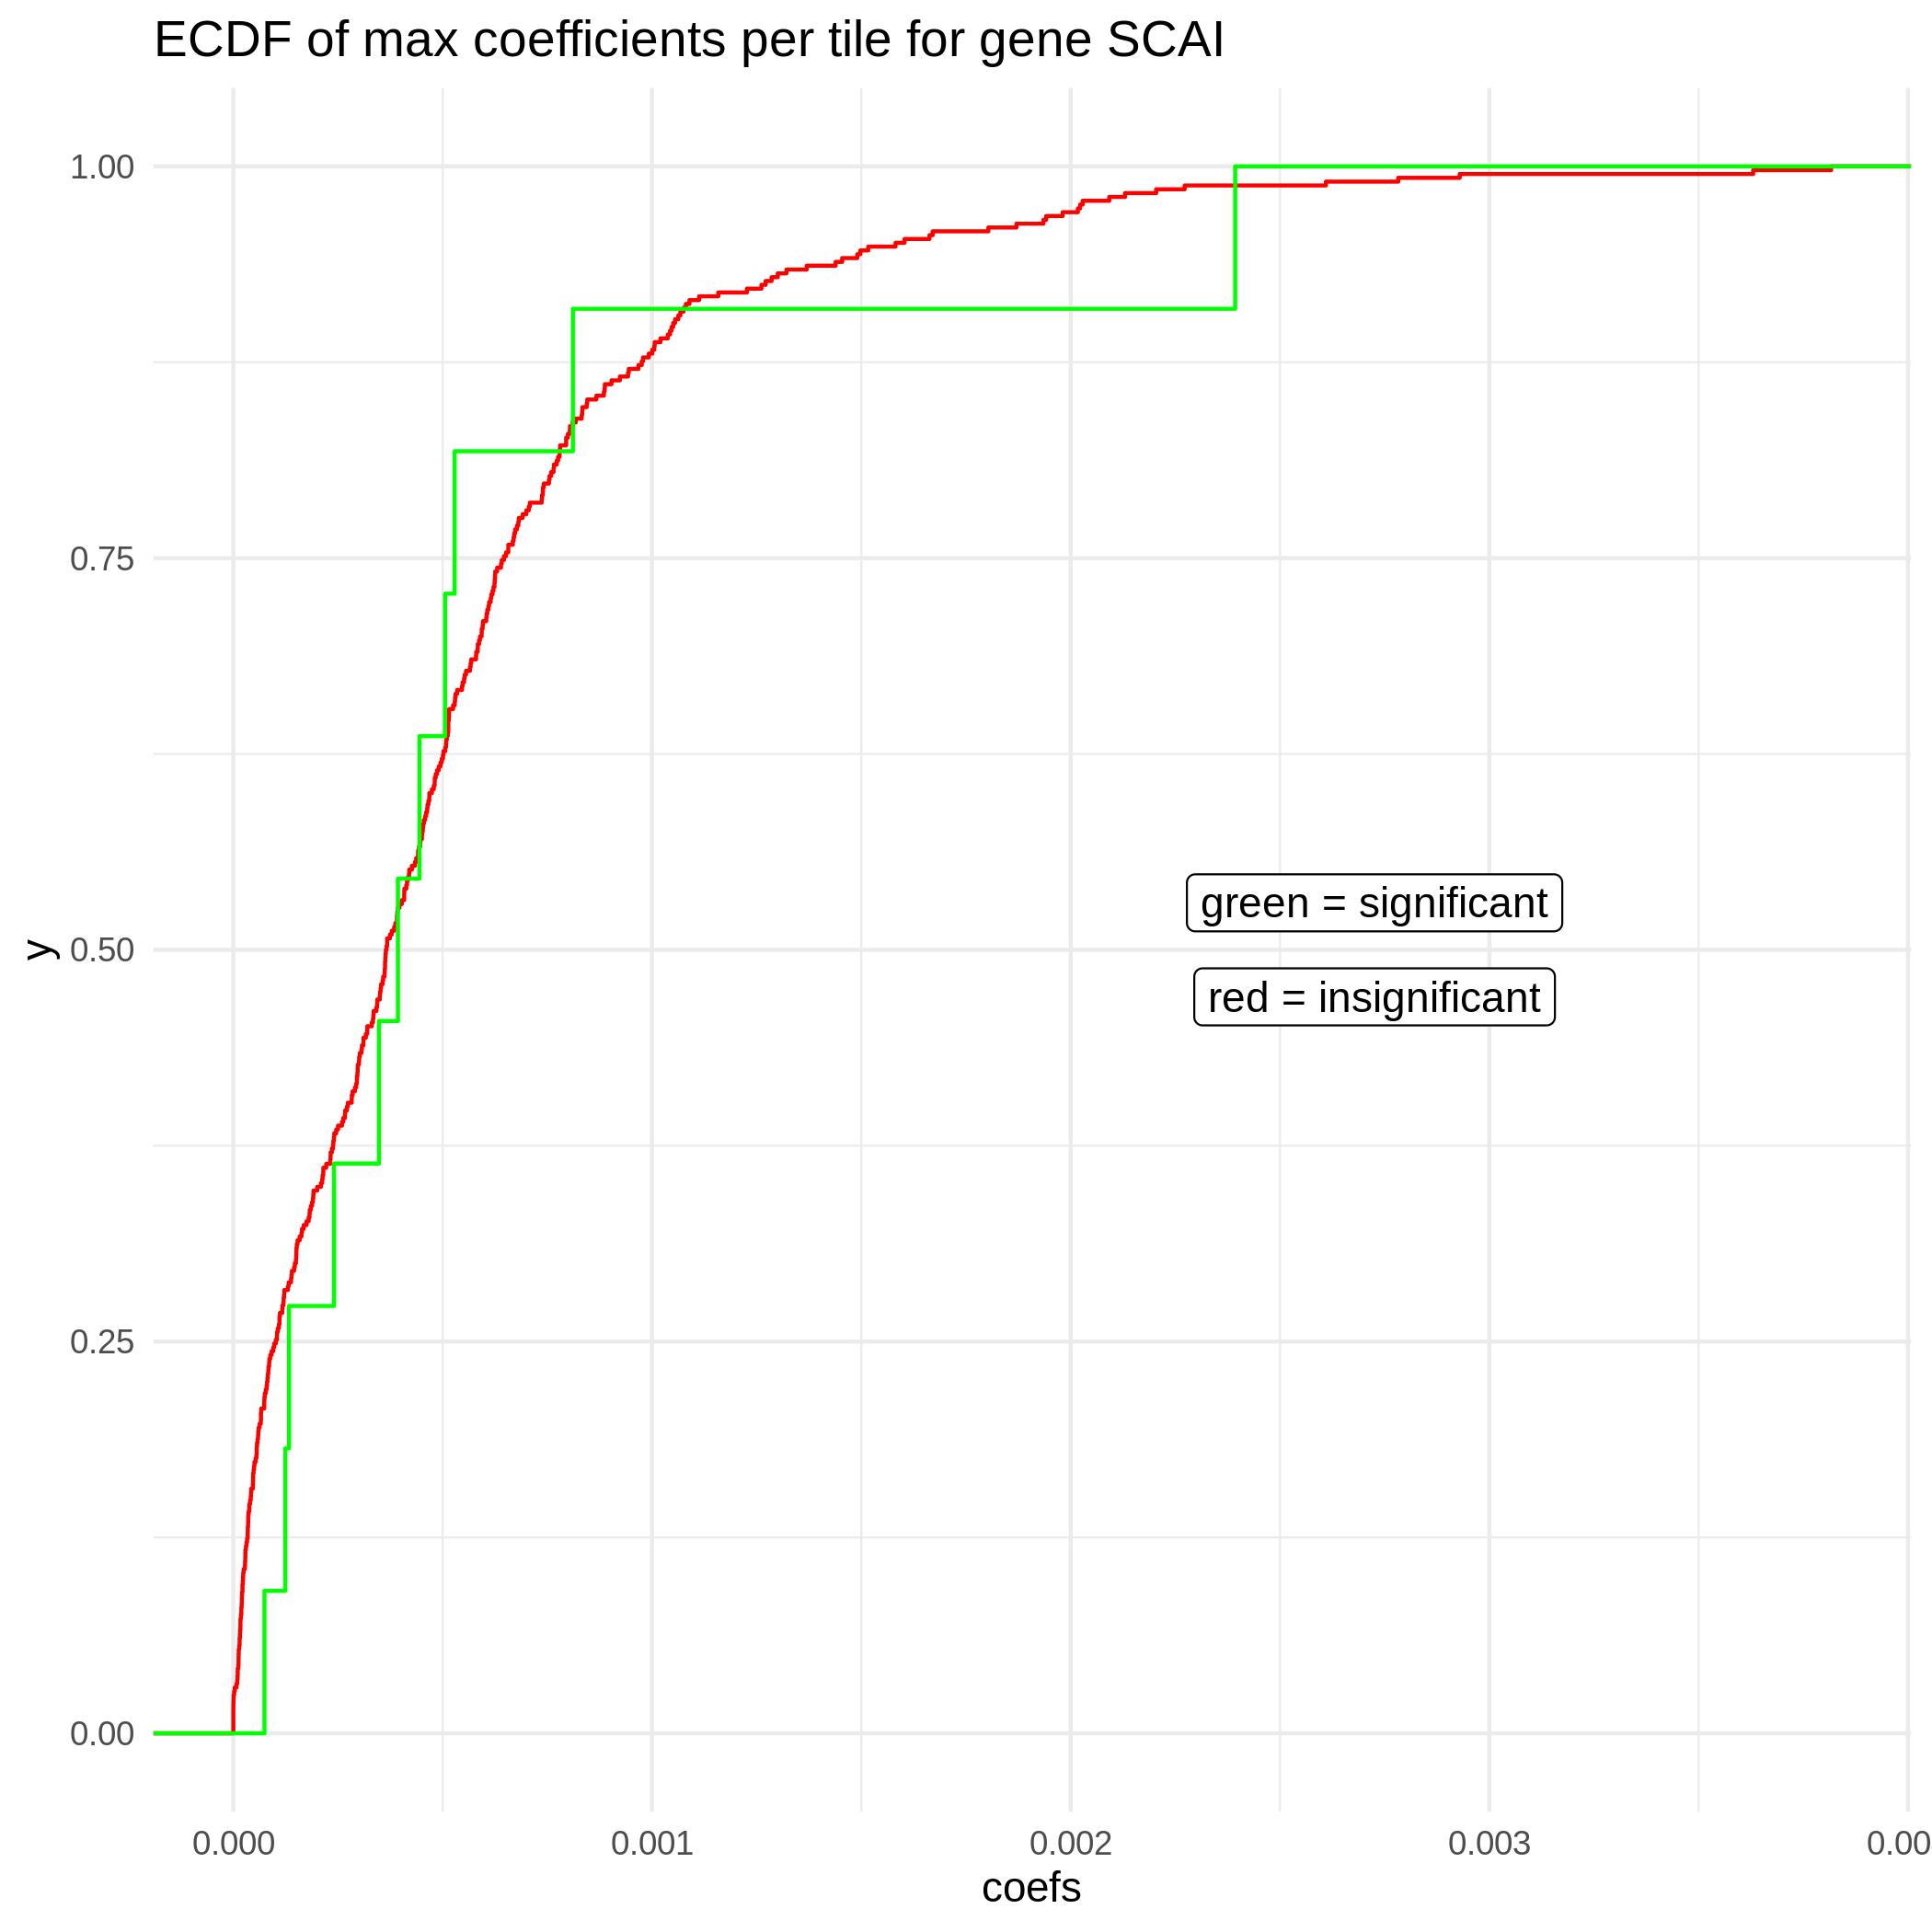 ECDF of max coefficients per tile for gene SCAI
1.00
0.75
0.50
0.25
0.00
y
green = significant
red = insignificant
0.000
0.001
0.002
0.003
0.00
coefs